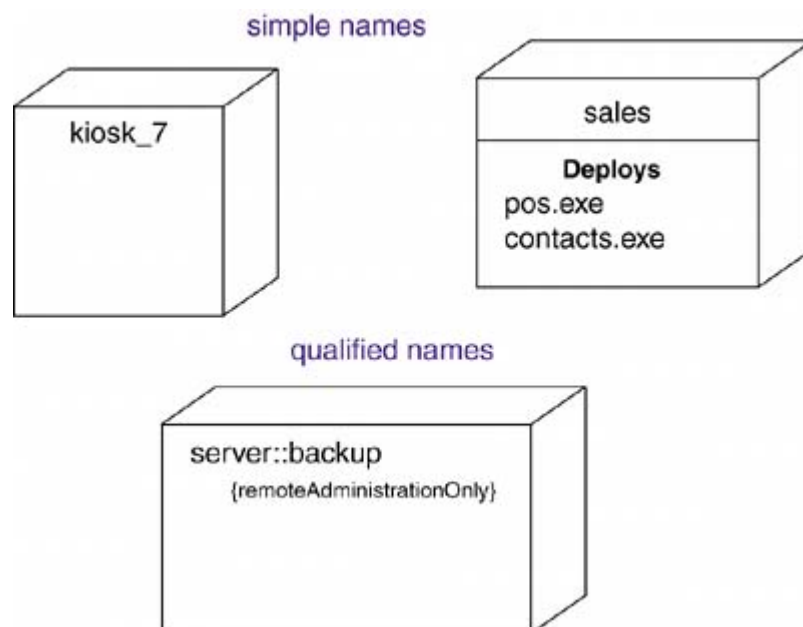 simple names
kiosk_7
sales
Deploys
pos.exe
contacts.exe
qualified names
server::backup
{remoteAdministrationOnly}